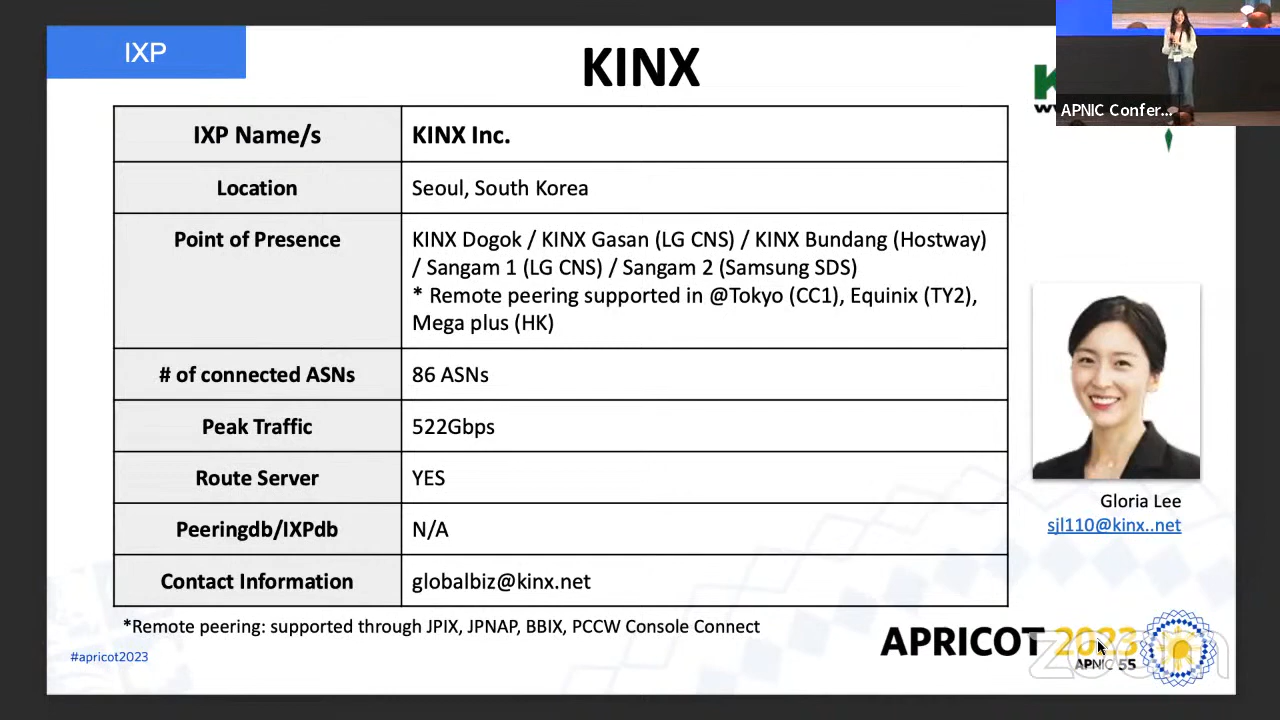 IXP
KINX
K
APNIC Confer...
IXP Name/s
KINX Inc.
Location
Seoul, South Korea
Point of Presence
KINX Dogok / KINX Gasan (LG CNS) / KINX Bundang (Hostway)
/ Sangam 1 (LG CNS) / Sangam 2 (Samsung SDS)
* Remote peering supported in @Tokyo (CC1), Equinix (TY2),
Mega plus (HK)
# of connected ASNs
86 ASNs
Peak Traffic
522Gbps
Route Server
YES
Peeringdb/IXPdb
N/A
Contact Information
globalbiz@kinx.net
Gloria Lee
sjl110@kinx..net
*Remote peering: supported through JPIX, JPNAP, BBIX, PCCW Console Connect
#apricot2023
APRICOT 2023
APNIC 55
zoom